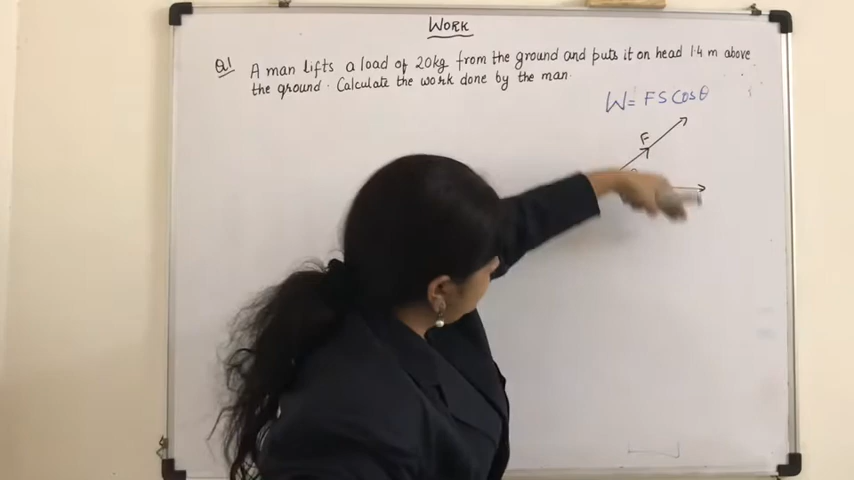 WORK
Q.1 A man lifts a load of 20kg from the ground and puts it on head 1.4 m above
the ground. Calculate the work done by the man.
W= FS Cosθ
F